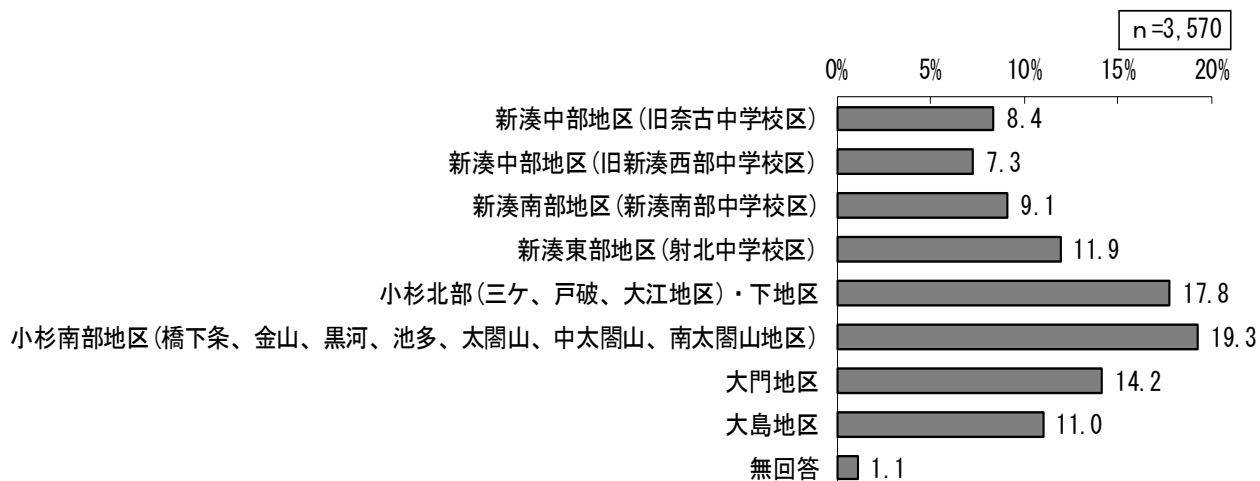 n=3,570
0% 5% 10% 15% 20%
新湊中部地区(旧奈古中学校区) 8.4
新湊中部地区(旧新湊西部中学校区) 7.3
新湊南部地区(新湊南部中学校区) 9.1
新湊東部地区(射北中学校区) 11.9
小杉北部(三ケ、戸破、大江地区)・下地区 17.8
小杉南部地区(橋下条、金山、黒河、池多、太閤山、中太閤山、南太閤山地区) 19.3
大門地区 14.2
大島地区 11.0
無回答 1.1